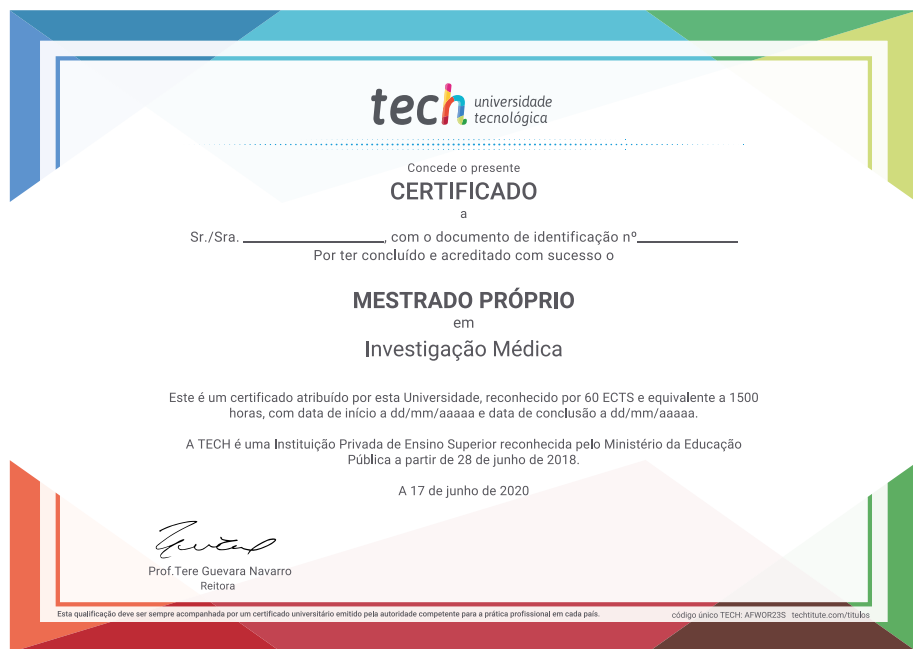 tech universidade
tecnológica
Concede o presente
CERTIFICADO
a
Sr./Sra. ________________, com o documento de identificação nº____________
Por ter concluído e acreditado com sucesso o
MESTRADO PRÓPRIO
em
Investigação Médica
Este é um certificado atribuído por esta Universidade, reconhecido por 60 ECTS e equivalente a 1500
horas, com data de início a dd/mm/aaaaa e data de conclusão a dd/mm/aaaaa.
A TECH é uma Instituição Privada de Ensino Superior reconhecida pelo Ministério da Educação
Pública a partir de 28 de junho de 2018.
A 17 de junho de 2020
Prof.Tere Guevara Navarro
Reitora
Esta qualificação deve ser sempre acompanhada por um certificado universitário emitido pela autoridade competente para a prática profissional em cada país.
código único TECH: AFWOR23S techtitute.com/titulos